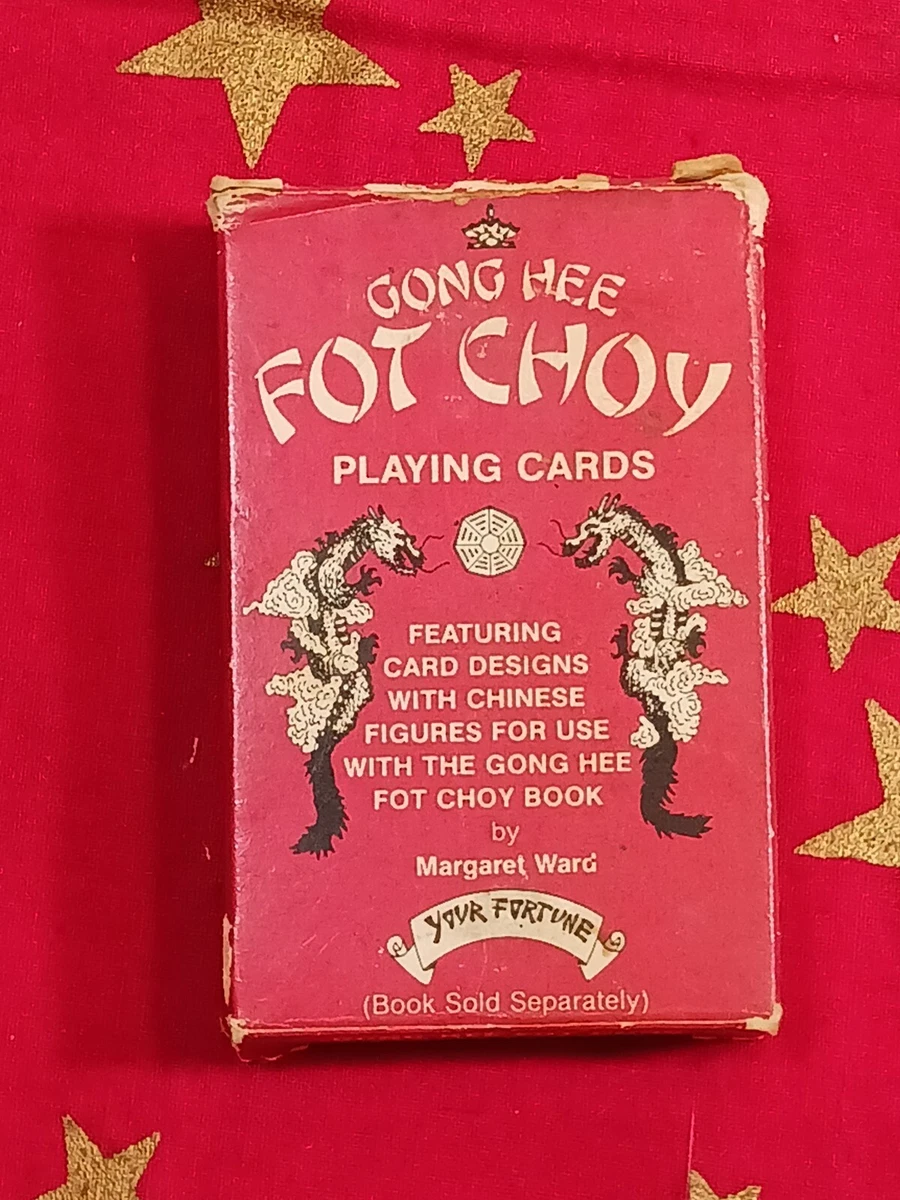 GONG HEE
FOT CHOY
PLAYING CARDS
FEATURING
CARD DESIGNS
WITH CHINESE
FIGURES FOR USE
WITH THE GONG HEE
FOT CHOY BOOK
by
Margaret Ward
YOUR FORTUNE
(Book Sold Separately)